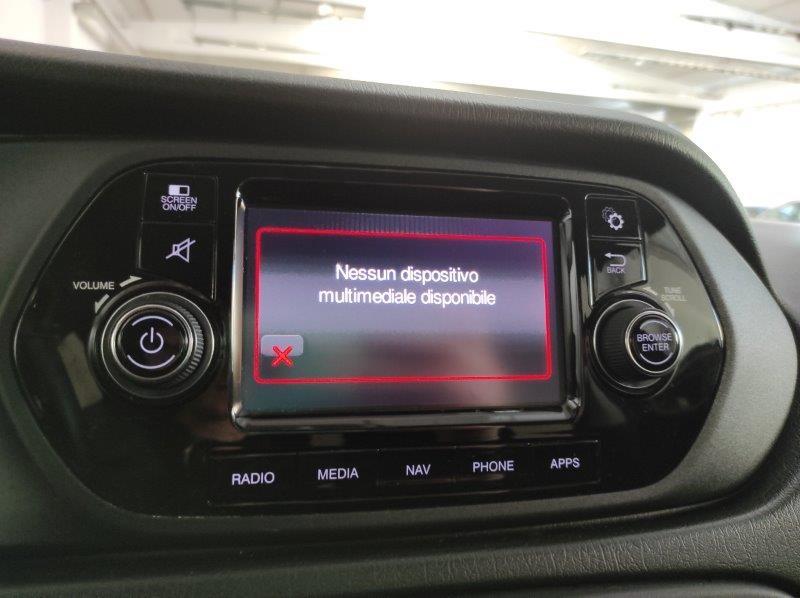 SCREEN
ON/OFF
VOLUME
Nessun dispositivo
multimediale disponibile
BACK
TUNE
SCROLL
BROWSE
ENTER
RADIO
MEDIA
NAV
PHONE
APPS